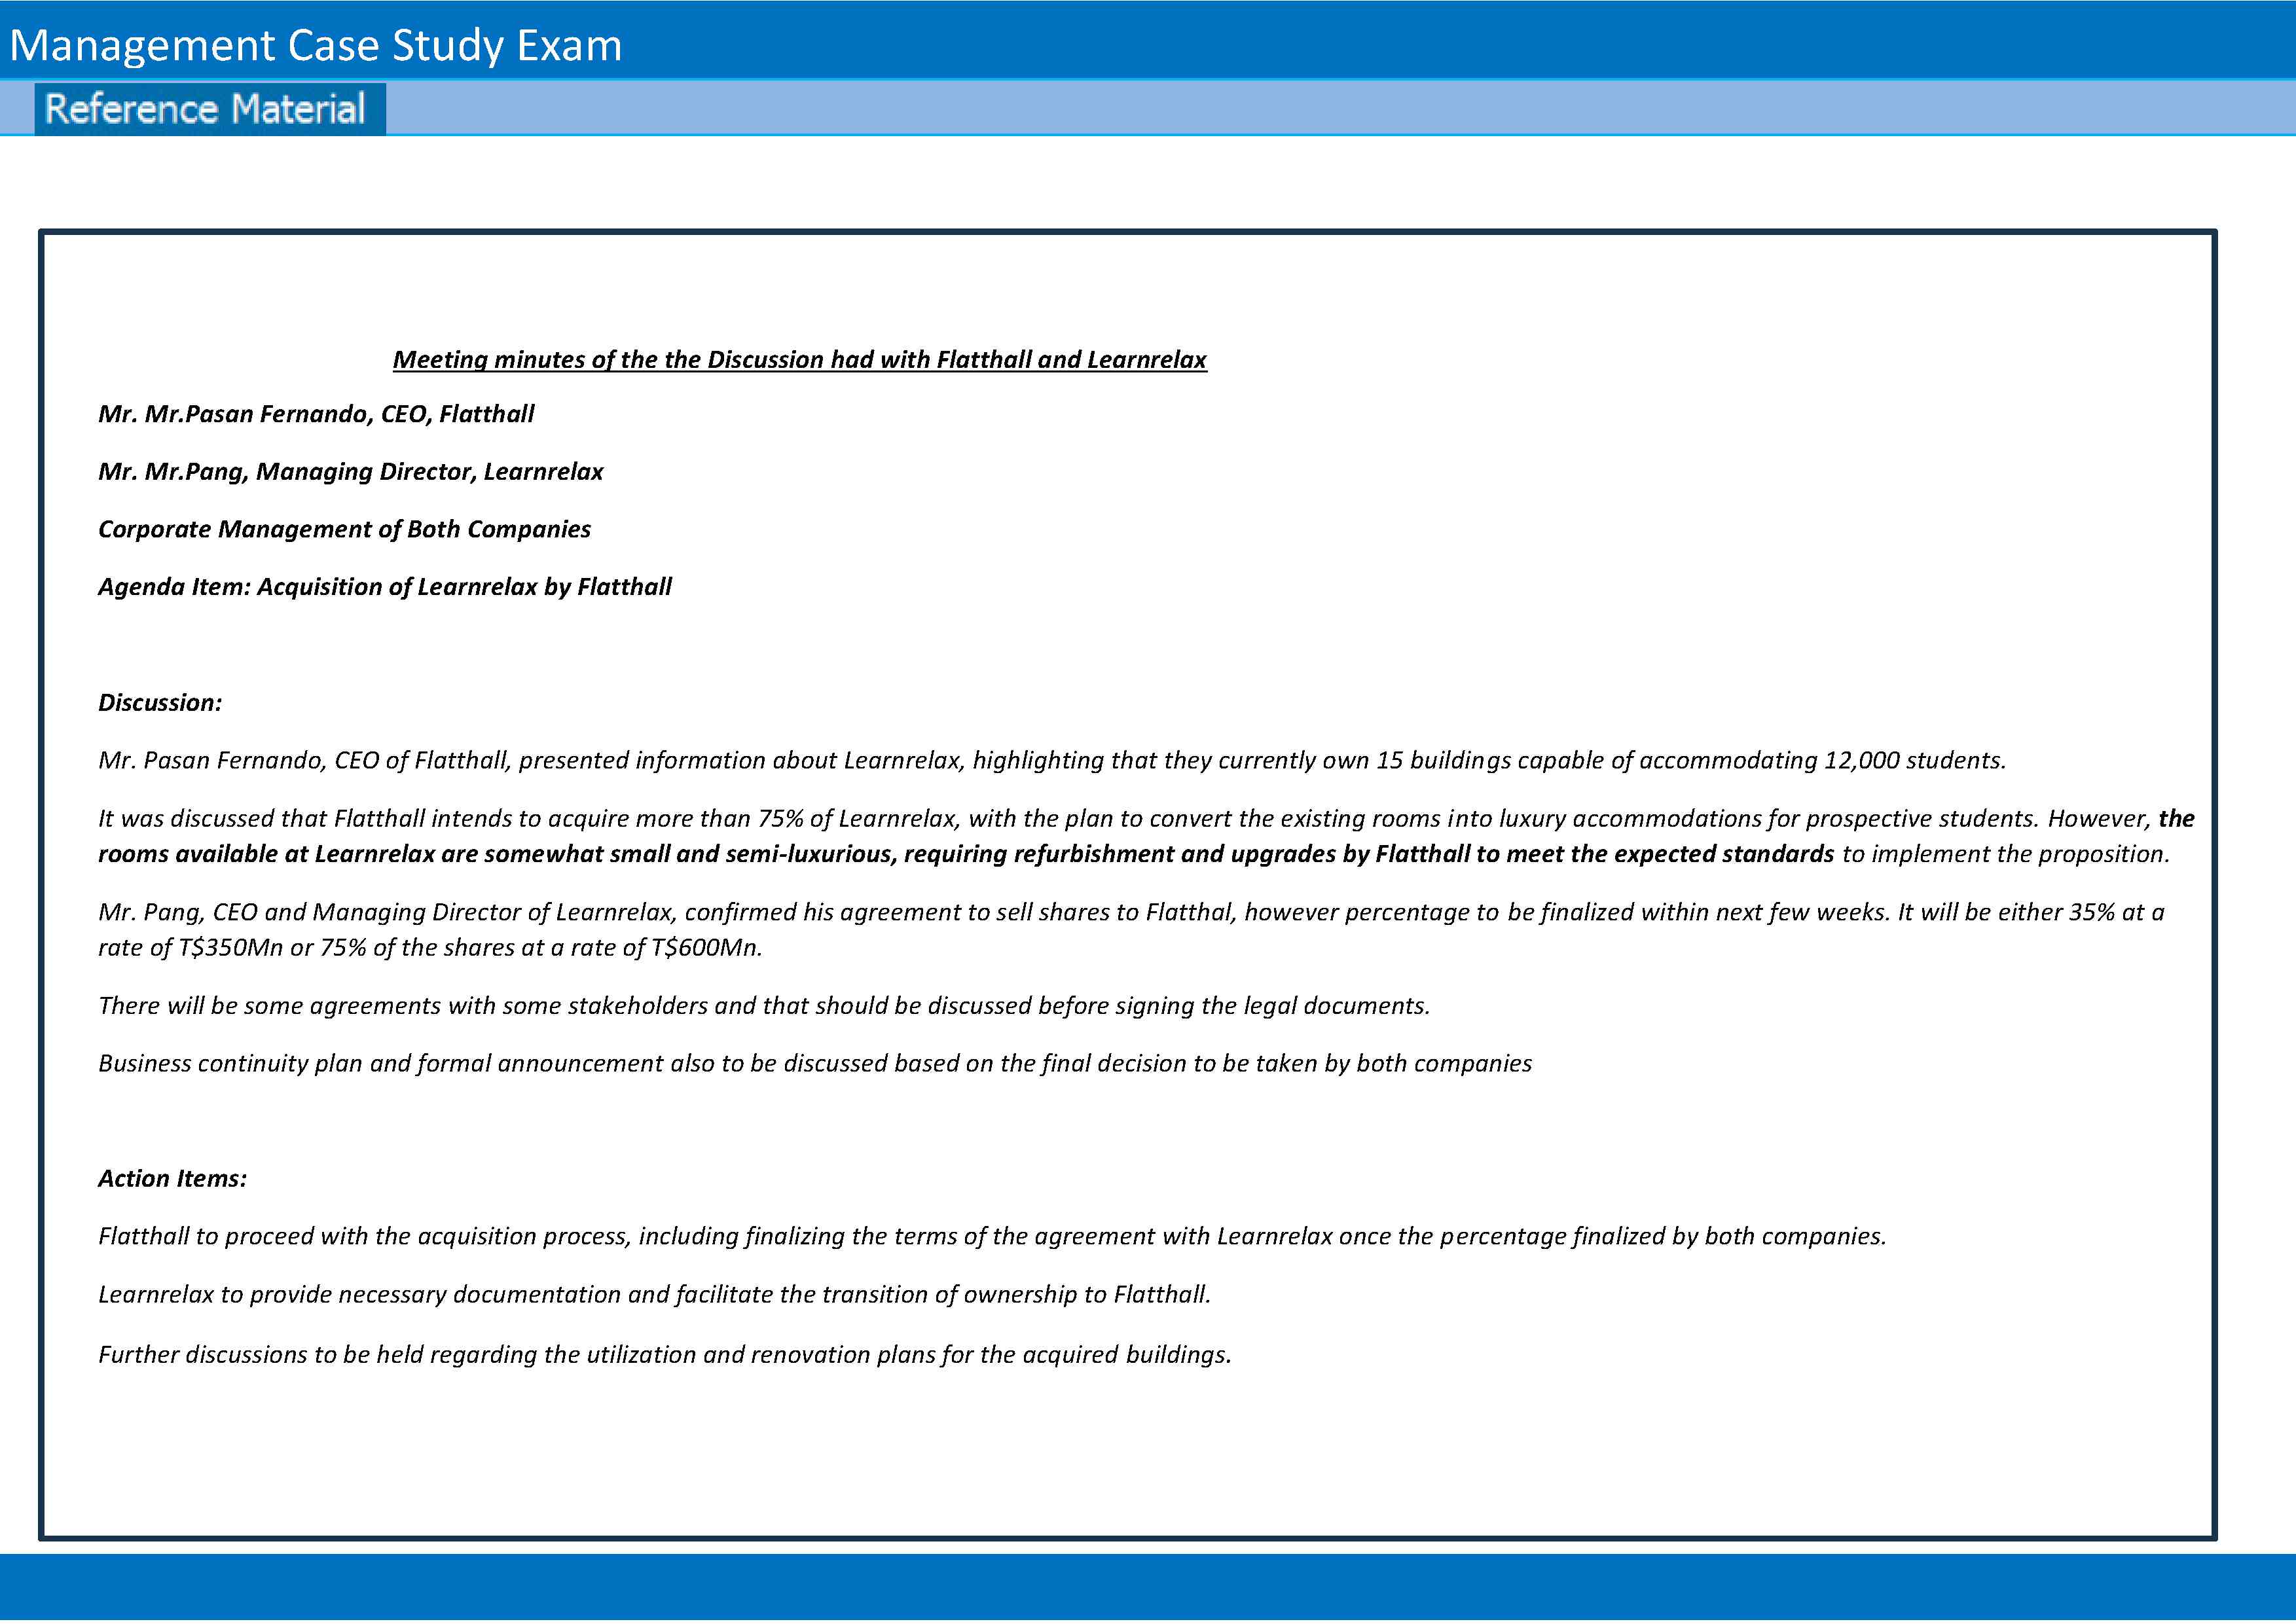 Management Case Study Exam
Reference Material
Meeting minutes of the the Discussion had with Flatthall and Learnrelax
Mr. Mr.Pasan Fernando, CEO, Flatthall
Mr. Mr.Pang, Managing Director, Learnrelax
Corporate Management of Both Companies
Agenda Item: Acquisition of Learnrelax by Flatthall
Discussion:
Mr. Pasan Fernando, CEO of Flatthall, presented information about Learnrelax, highlighting that they currently own 15 buildings capable of accommodating 12,000 students.
It was discussed that Flatthall intends to acquire more than 75% of Learnrelax, with the plan to convert the existing rooms into luxury accommodations for prospective students. However, the
rooms available at Learnrelax are somewhat small and semi-luxurious, requiring refurbishment and upgrades by Flatthall to meet the expected standards to implement the proposition.
Mr. Pang, CEO and Managing Director of Learnrelax, confirmed his agreement to sell shares to Flatthal, however percentage to be finalized within next few weeks. It will be either 35% at a
rate of T$350Mn or 75% of the shares at a rate of T$600Mn.
There will be some agreements with some stakeholders and that should be discussed before signing the legal documents.
Business continuity plan and formal announcement also to be discussed based on the final decision to be taken by both companies
Action Items:
Flatthall to proceed with the acquisition process, including finalizing the terms of the agreement with Learnrelax once the percentage finalized by both companies.
Learnrelax to provide necessary documentation and facilitate the transition of ownership to Flatthall.
Further discussions to be held regarding the utilization and renovation plans for the acquired buildings.